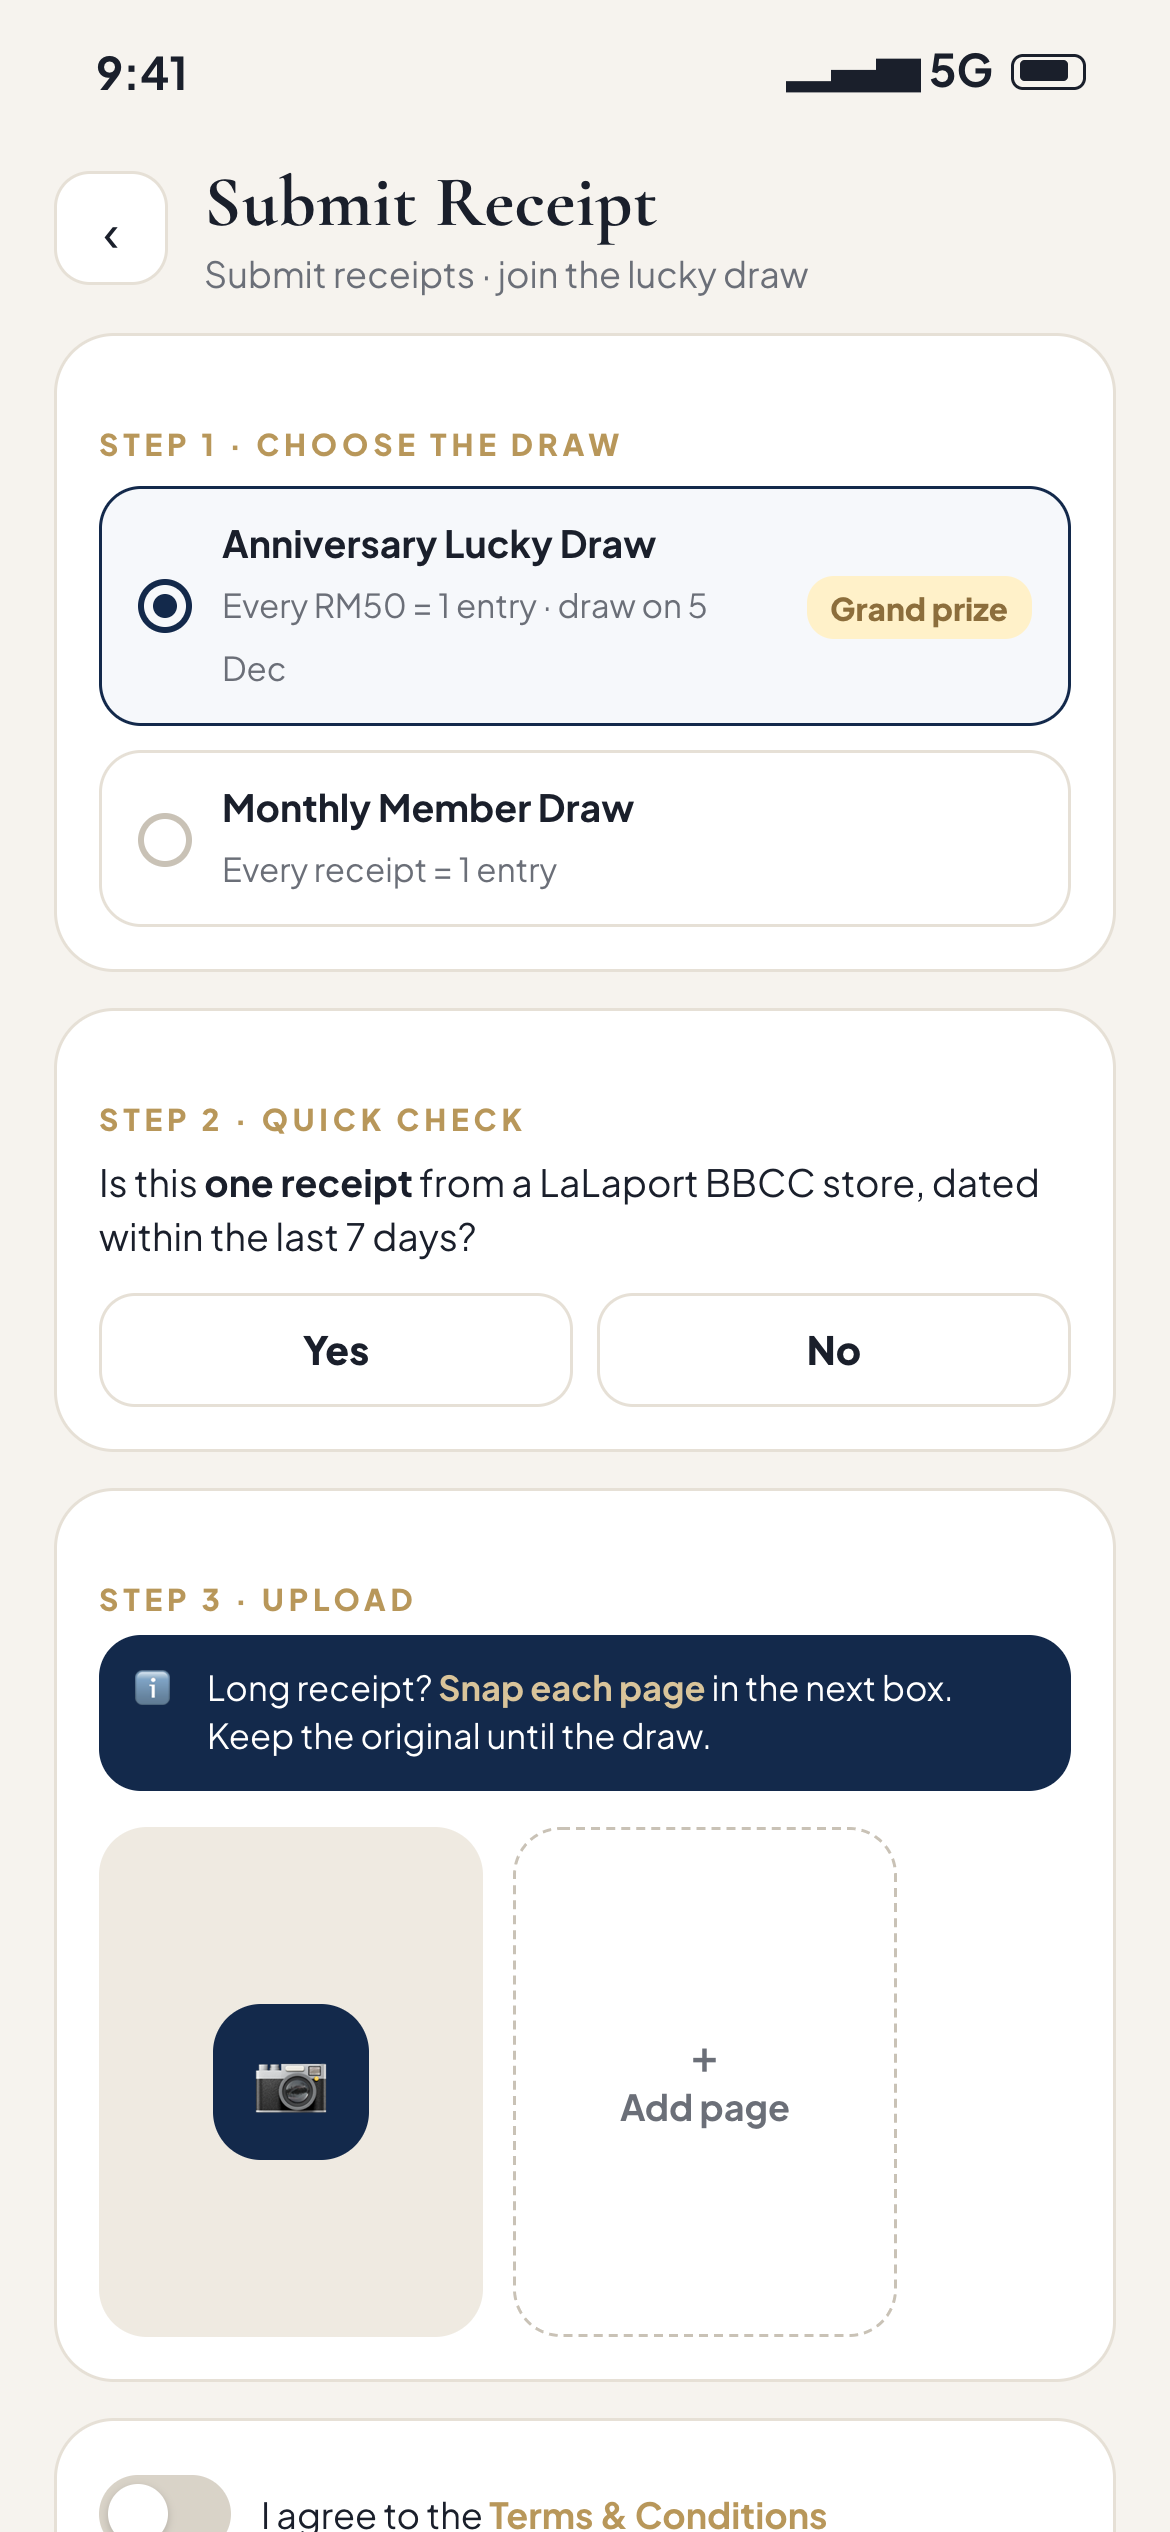 9:41
5G
‹
Submit Receipt
Submit receipts · join the lucky draw
STEP 1 · CHOOSE THE DRAW
Anniversary Lucky Draw
Every RM50 = 1 entry · draw on 5
Dec
Grand prize
Monthly Member Draw
Every receipt = 1 entry
STEP 2 · QUICK CHECK
Is this one receipt from a LaLaport BBCC store, dated
within the last 7 days?
Yes
No
STEP 3 · UPLOAD
Long receipt? Snap each page in the next box.
Keep the original until the draw.
+
Add page
I agree to the Terms & Conditions